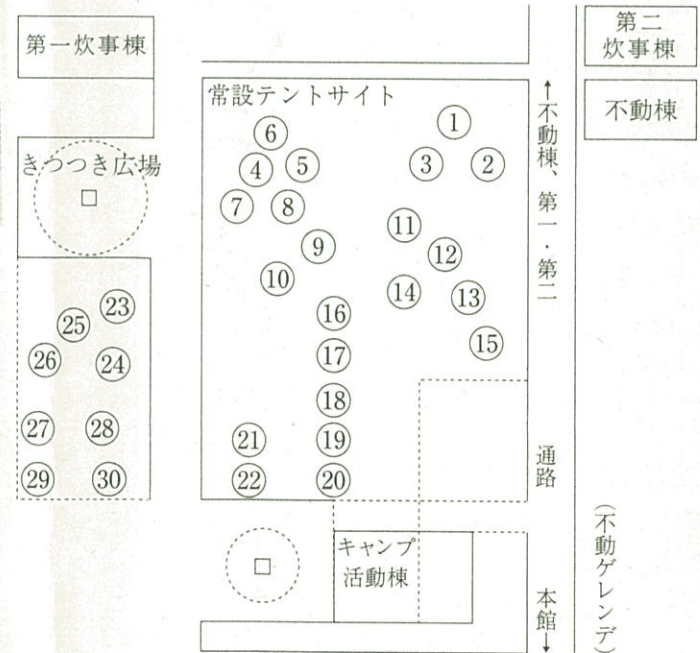 第一炊事棟
第二
炊事棟
不動棟
常設テントサイト
きつつき広場
①
②
③
④
⑤
⑥
⑦
⑧
⑨
⑩
⑪
⑫
⑬
⑭
⑮
⑯
⑰
⑱
⑲
⑳
㉑
㉒
㉓
㉔
㉕
㉖
㉗
㉘
㉙
㉚
↑不動棟、第一・第二
通路
本館↓
(不動ゲレンデ)
キャンプ
活動棟